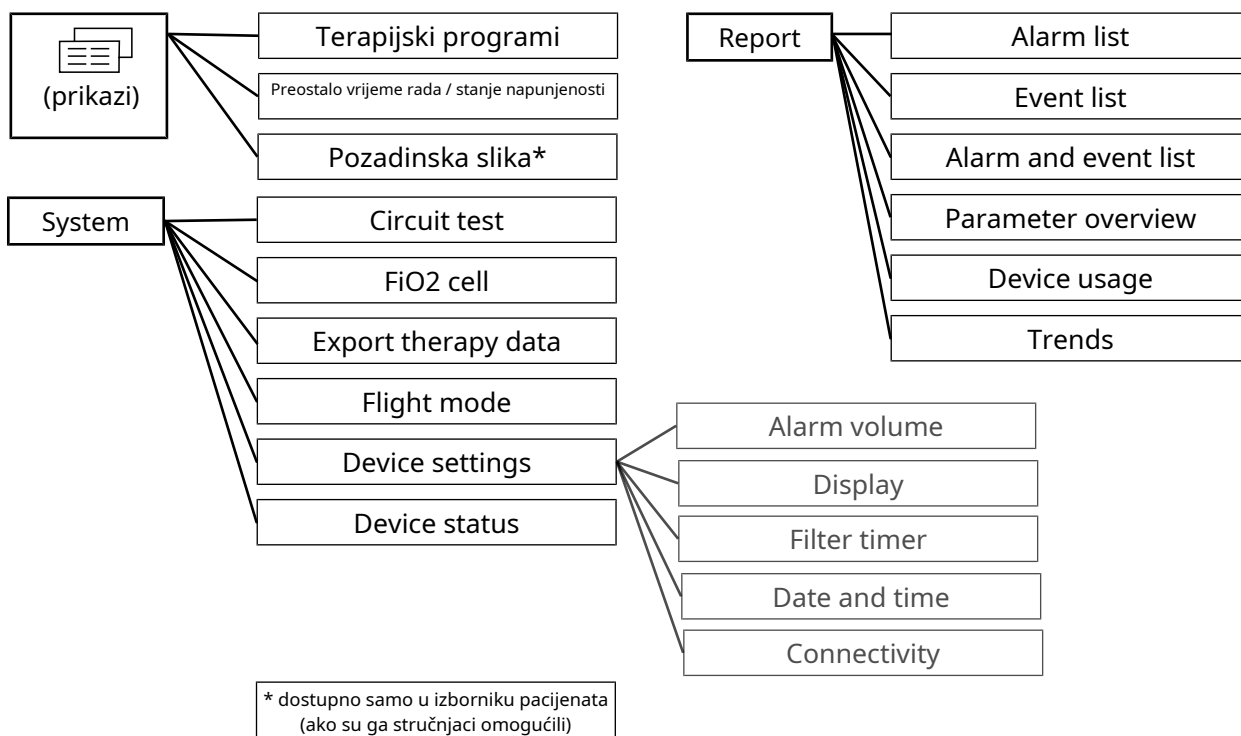 (prikazi)
Terapijski programi
Preostalo vrijeme rada / stanje napunjenosti
Pozadinska slika*
System
Circuit test
FiO2 cell
Export therapy data
Flight mode
Device settings
Device status
Alarm volume
Display
Filter timer
Date and time
Connectivity
Report
Alarm list
Event list
Alarm and event list
Parameter overview
Device usage
Trends
* dostupno samo u izborniku pacijenata
(ako su ga stručnjaci omogućili)